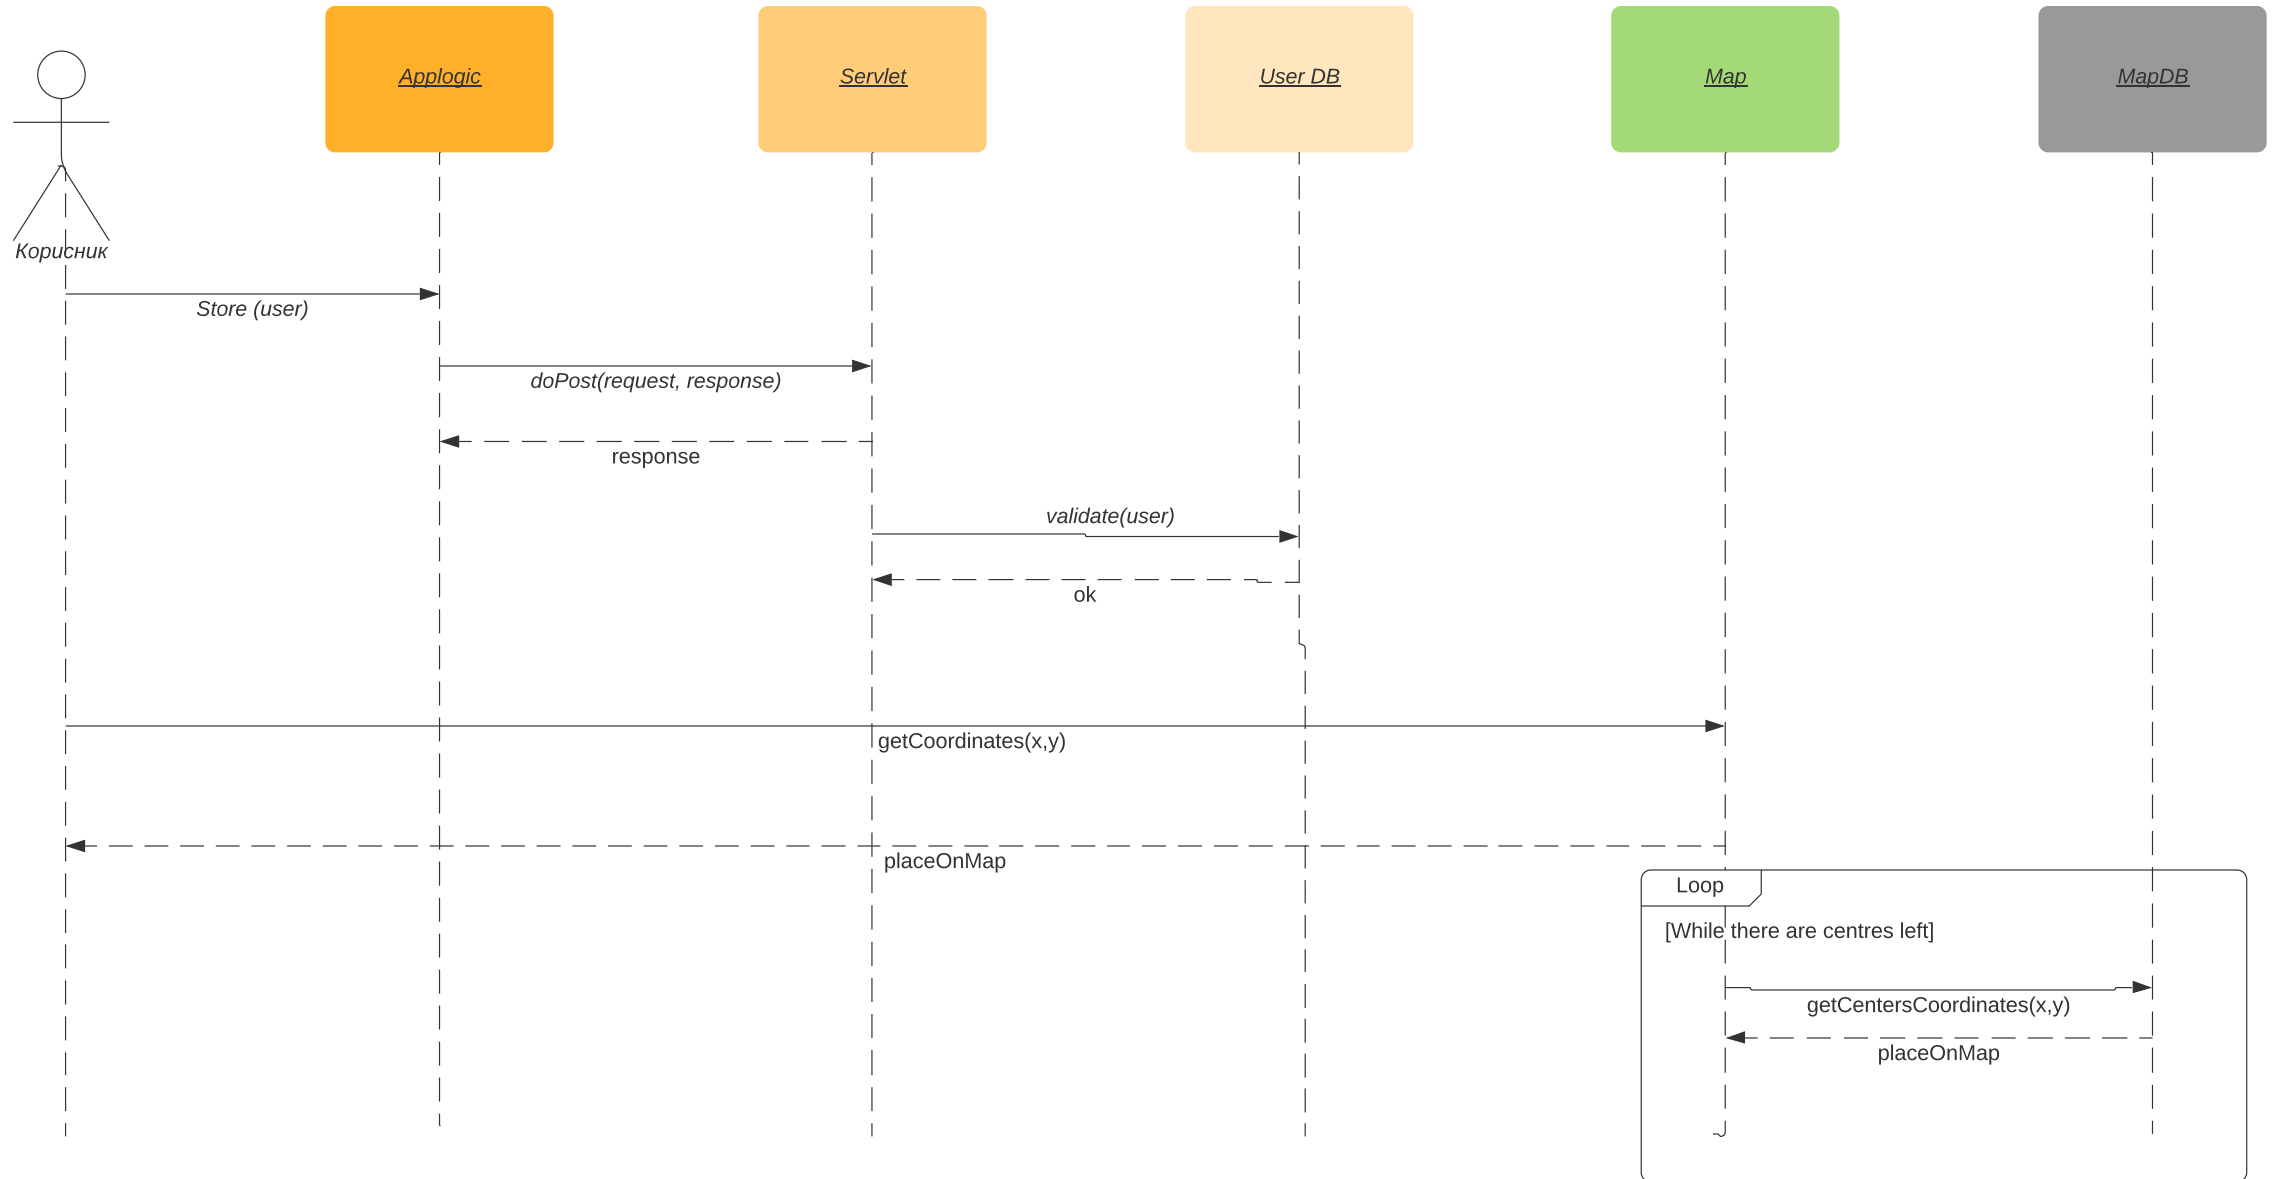 Applogic
Servlet
User DB
Map
MapDB
Корисник
Store (user)
doPost(request, response)
response
validate(user)
ok
getCoordinates(x,y)
placeOnMap
Loop
[While there are centres left]
getCentersCoordinates(x,y)
placeOnMap